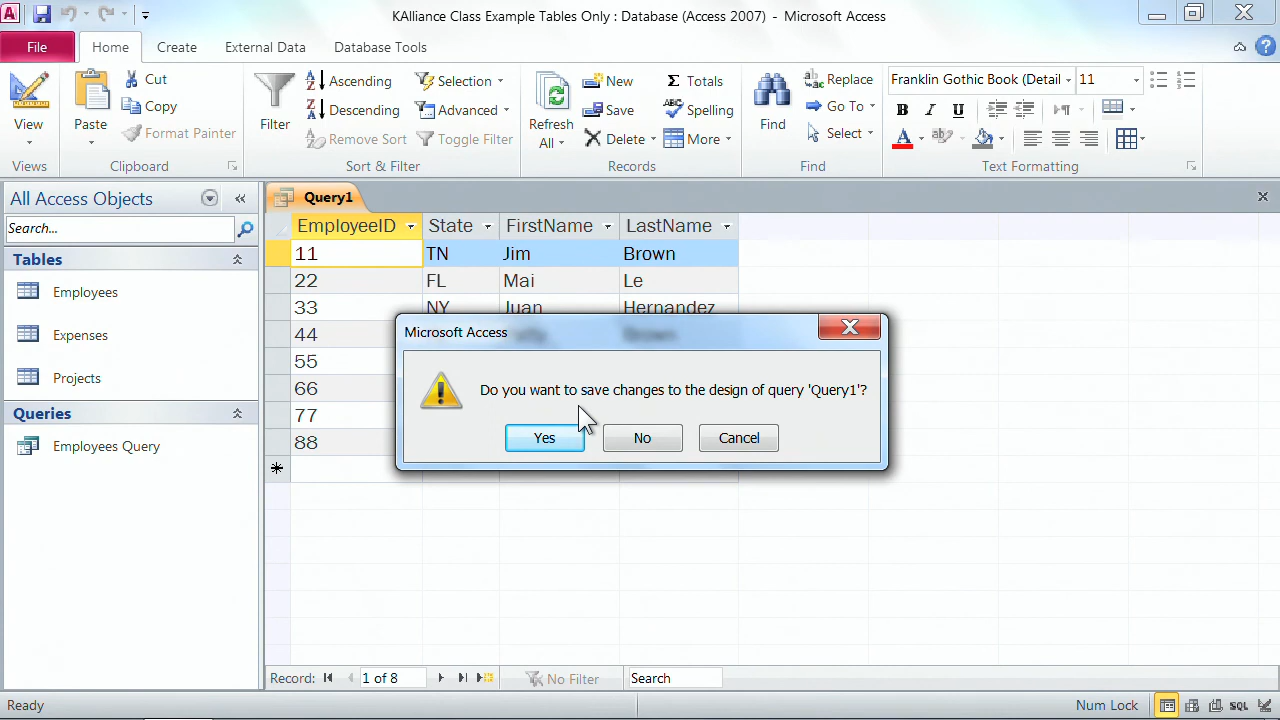 KAlliance Class Example Tables Only : Database (Access 2007) - Microsoft Access
File Home Create External Data Database Tools
View
Views
Paste
Cut
Copy
Format Painter
Clipboard
Filter
Ascending
Descending
Remove Sort
Selection
Advanced
Toggle Filter
Sort & Filter
Refresh All
New
Save
Delete
Totals
Spelling
More
Records
Find
Replace
Go To
Select
Find
Franklin Gothic Book (Detail 11
Text Formatting
All Access Objects
Search...
Tables
Employees
Expenses
Projects
Queries
Employees Query
Query1
EmployeeID State FirstName LastName
11 TN Jim Brown
22 FL Mai Le
33 NY Juan Hernandez
44 Brown
55
66
77
88
Microsoft Access
Do you want to save changes to the design of query 'Query1'?
Yes No Cancel
Record: 1 of 8 No Filter Search
Ready Num Lock SQL